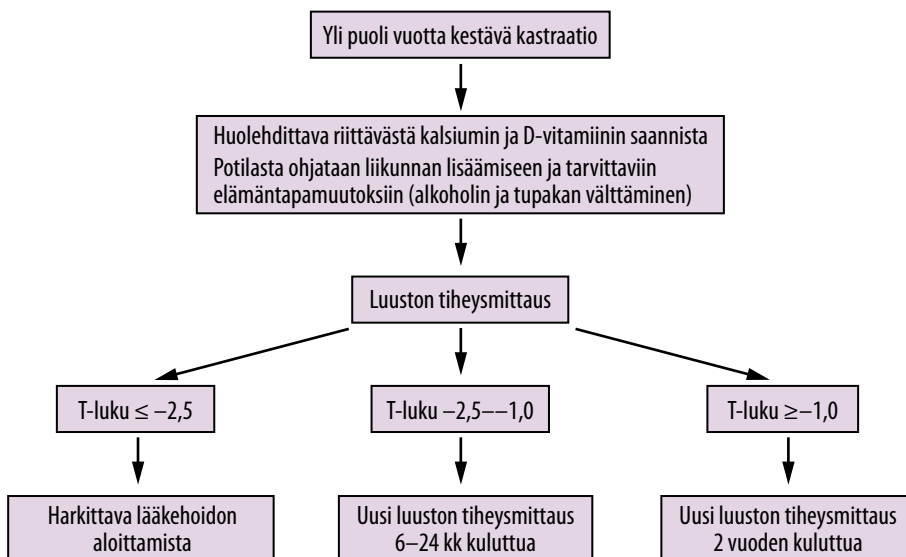 Yli puoli vuotta kestävä kastraatio
Huolehdittava riittävästä kalsiumin ja D-vitamiinin saannista
Potilasta ohjataan liikunnan lisäämiseen ja tarvittaviin
elämäntapamuutoksiin (alkoholin ja tupakan välttäminen)
Luuston tiheysmittaus
T-luku ≤ −2,5
T-luku −2,5–−1,0
T-luku ≥−1,0
Harkittava lääkehoidon
aloittamista
Uusi luuston tiheysmittaus
6–24 kk kuluttua
Uusi luuston tiheysmittaus
2 vuoden kuluttua